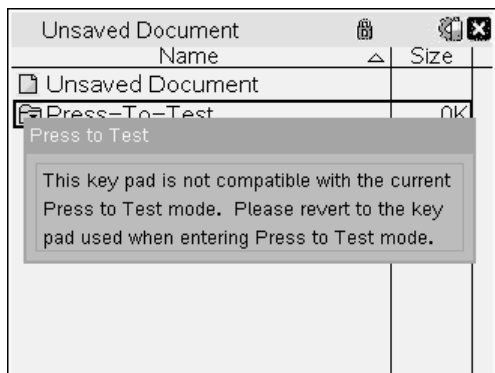 Unsaved Document
Name Size
Unsaved Document
Press-To-Test 0K
Press to Test
This key pad is not compatible with the current
Press to Test mode. Please revert to the key
pad used when entering Press to Test mode.